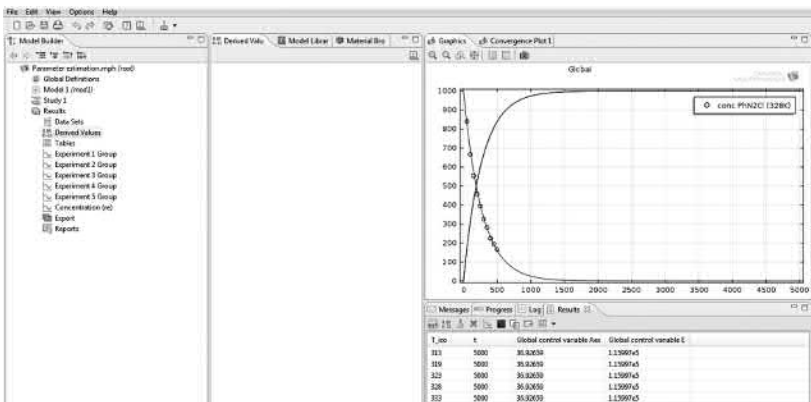 File Edit View Options Help
Model Builder
Parameter estimation.mph (root)
Global Definitions
Model 1 (mod1)
Study 1
Results
Data Sets
Derived Values
Tables
Experiment 1 Group
Experiment 2 Group
Experiment 3 Group
Experiment 4 Group
Experiment 5 Group
Concentration (re)
Export
Reports
Derived Valu Model Librar Material Bro
Graphics Convergence Plot 1
Global
1000
900
800
700
600
500
400
300
200
100
0
0 500 1000 1500 2000 2500 3000 3500 4000 4500 5000
conc PhN2Cl (328K)
Messages Progress Log Results
T_iso t Global control variable Aex Global control variable E
313 5000 36.92659 1.15997e5
319 5000 36.92659 1.15997e5
323 5000 36.92659 1.15997e5
328 5000 36.92659 1.15997e5
333 5000 36.92659 1.15997e5